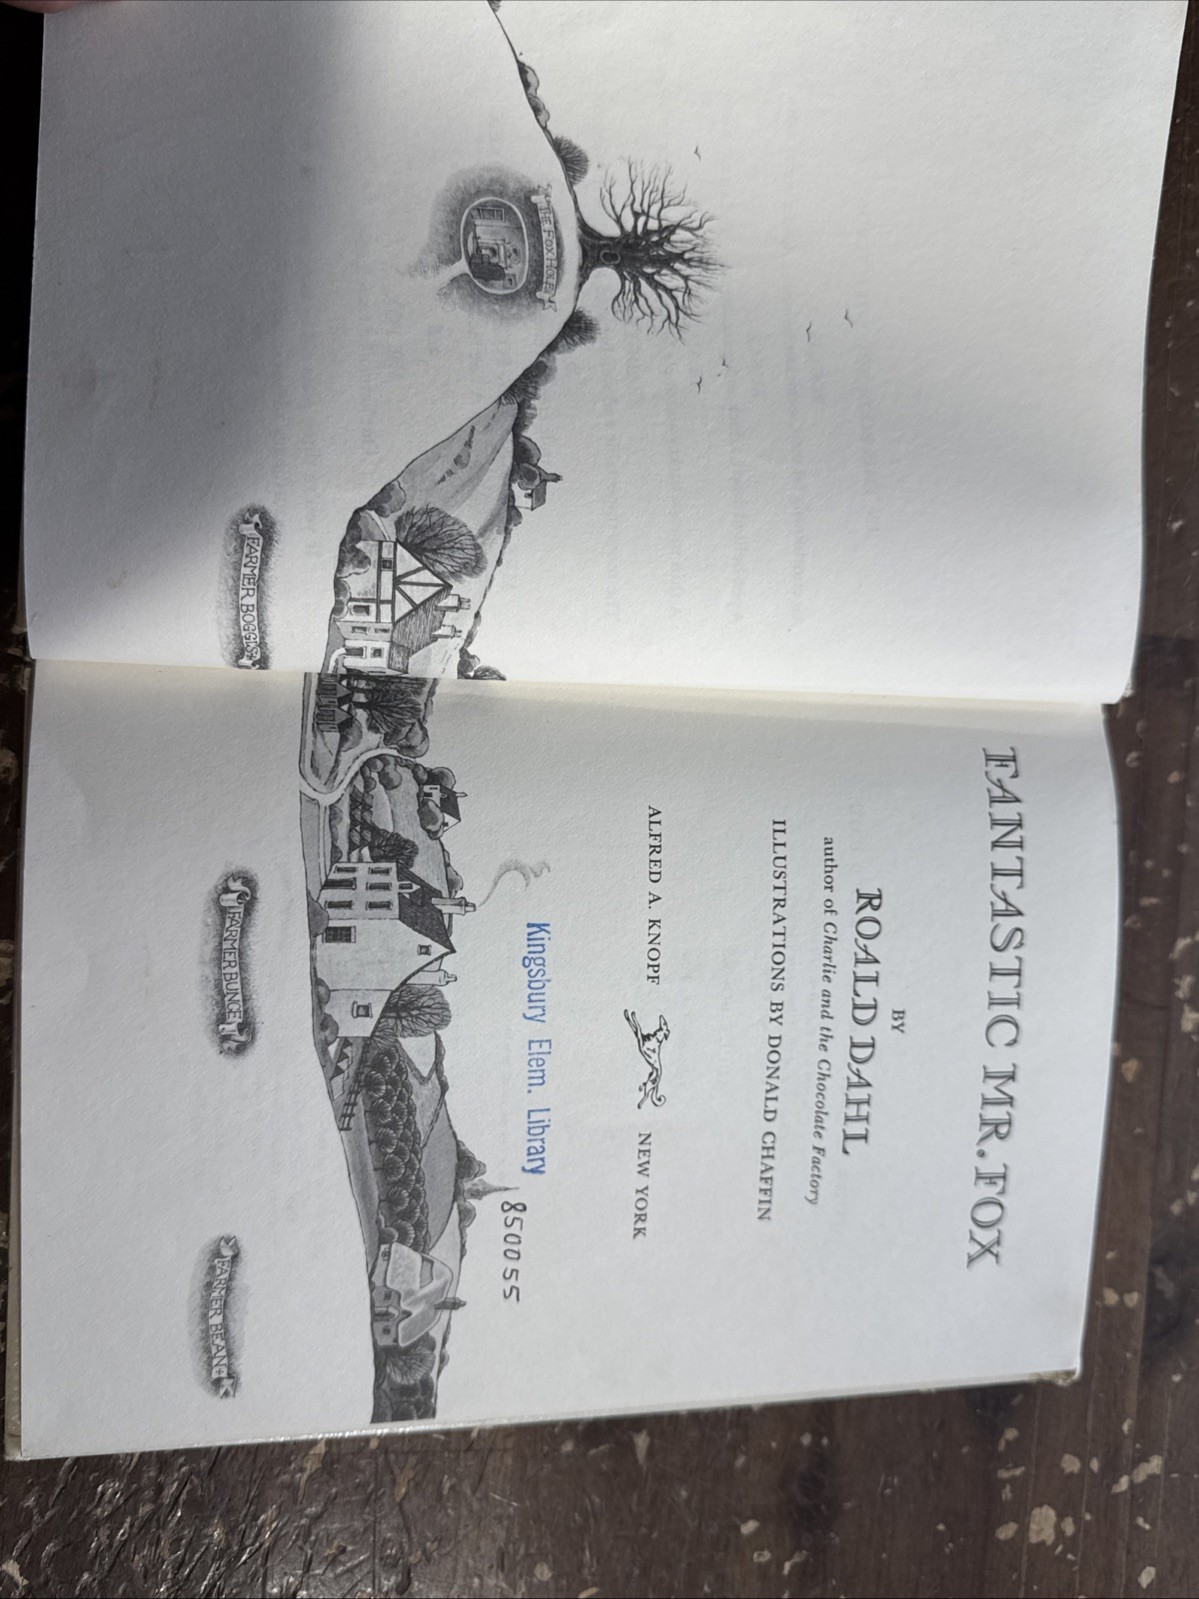 THE FOX HOLE
FARMER BOGGIS
FANTASTIC MR. FOX
BY
ROALD DAHL
author of Charlie and the Chocolate Factory
ILLUSTRATIONS BY DONALD CHAFFIN
ALFRED A. KNOPF NEW YORK
Kingsbury Elem. Library
850055
FARMER BUNCE
FARMER BEAN